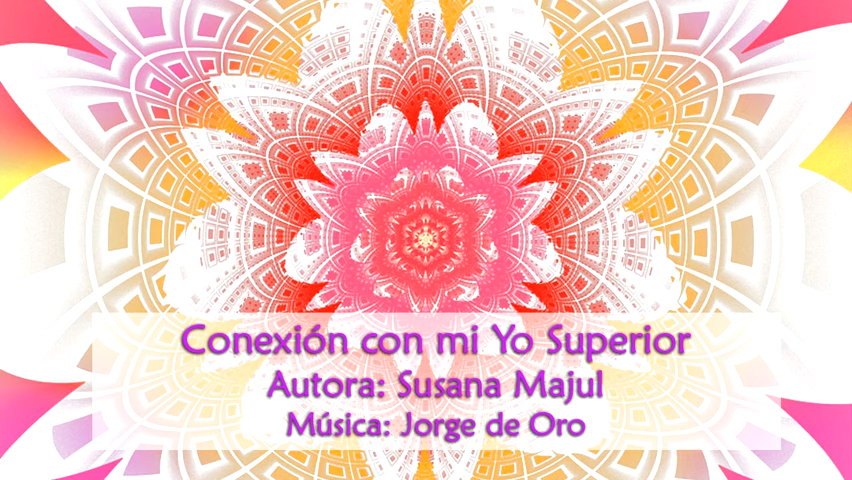 Conexión con mi Yo Superior
Autora: Susana Majul
Música: Jorge de Oro